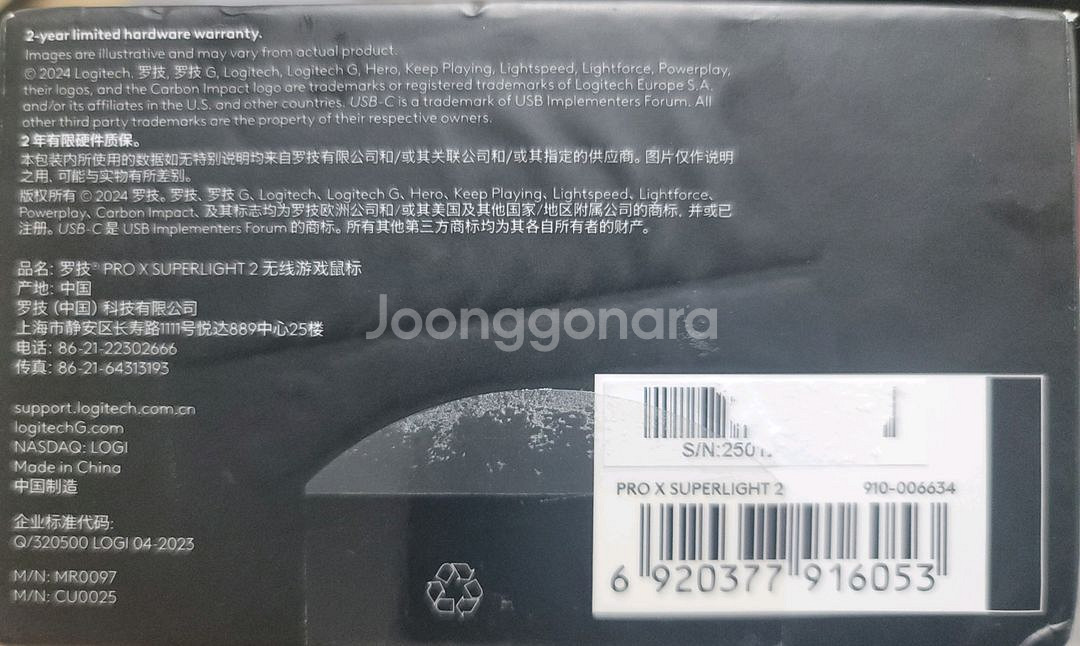 2-year limited hardware warranty.
Images are illustrative and may vary from actual product.
© 2024 Logitech, 罗技, 罗技 G, Logitech, Logitech G, Hero, Keep Playing, Lightspeed, Lightforce, Powerplay,
their logos, and the Carbon Impact logo are trademarks or registered trademarks of Logitech Europe S.A.
and/or its affiliates in the U.S. and other countries. USB-C is a trademark of USB Implementers Forum. All
other third party trademarks are the property of their respective owners.
2 年有限硬件质保。
本包装内所使用的数据如无特别说明均来自罗技有限公司和/或其关联公司和/或其指定的供应商。图片仅作说明
之用, 可能与实物有所差别。
版权所有 © 2024 罗技。罗技、罗技 G、Logitech、Logitech G、Hero、Keep Playing、Lightspeed、Lightforce、
Powerplay、Carbon Impact、及其标志均为罗技欧洲公司和/或其美国及其他国家/地区附属公司的商标, 并或已
注册。USB-C 是 USB Implementers Forum 的商标。所有其他第三方商标均为其各自所有者的财产。
品名: 罗技® PRO X SUPERLIGHT 2 无线游戏鼠标
产地: 中国
罗技 (中国) 科技有限公司
上海市静安区长寿路1111号悦达889中心25楼
电话: 86-21-22302666
传真: 86-21-64313193
Joonggonara
support.logitech.com.cn
logitechG.com
NASDAQ: LOGI
Made in China
中国制造
企业标准代码:
Q/320500 LOGI 04-2023
M/N: MR0097
M/N: CU0025
S/N:2501
PRO X SUPERLIGHT 2 910-006634
6 920377 916053